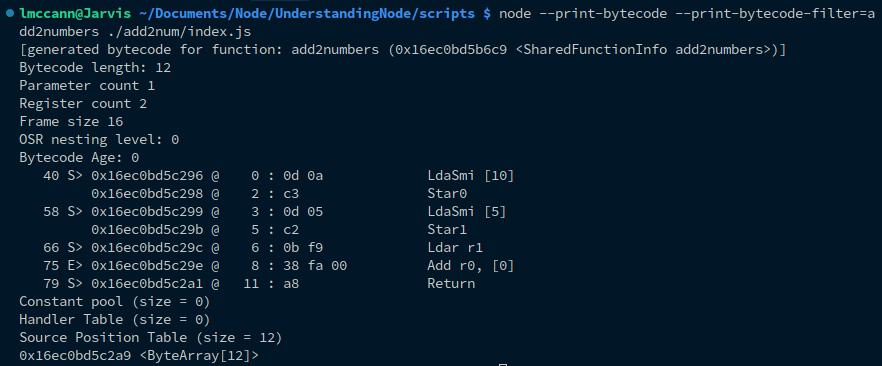 lmccann@Jarvis ~/Documents/Node/UnderstandingNode/scripts $ node --print-bytecode --print-bytecode-filter=a
dd2numbers ./add2num/index.js
[generated bytecode for function: add2numbers (0x16ec0bd5b6c9 <SharedFunctionInfo add2numbers>)]
Bytecode length: 12
Parameter count 1
Register count 2
Frame size 16
OSR nesting level: 0
Bytecode Age: 0
   40 S> 0x16ec0bd5c296 @    0 : 0d 0a             LdaSmi [10]
         0x16ec0bd5c298 @    2 : c3                Star0
   58 S> 0x16ec0bd5c299 @    3 : 0d 05             LdaSmi [5]
         0x16ec0bd5c29b @    5 : c2                Star1
   66 S> 0x16ec0bd5c29c @    6 : 0b f9             Ldar r1
   75 E> 0x16ec0bd5c29e @    8 : 38 fa 00          Add r0, [0]
   79 S> 0x16ec0bd5c2a1 @   11 : a8                Return
Constant pool (size = 0)
Handler Table (size = 0)
Source Position Table (size = 12)
0x16ec0bd5c2a9 <ByteArray[12]>